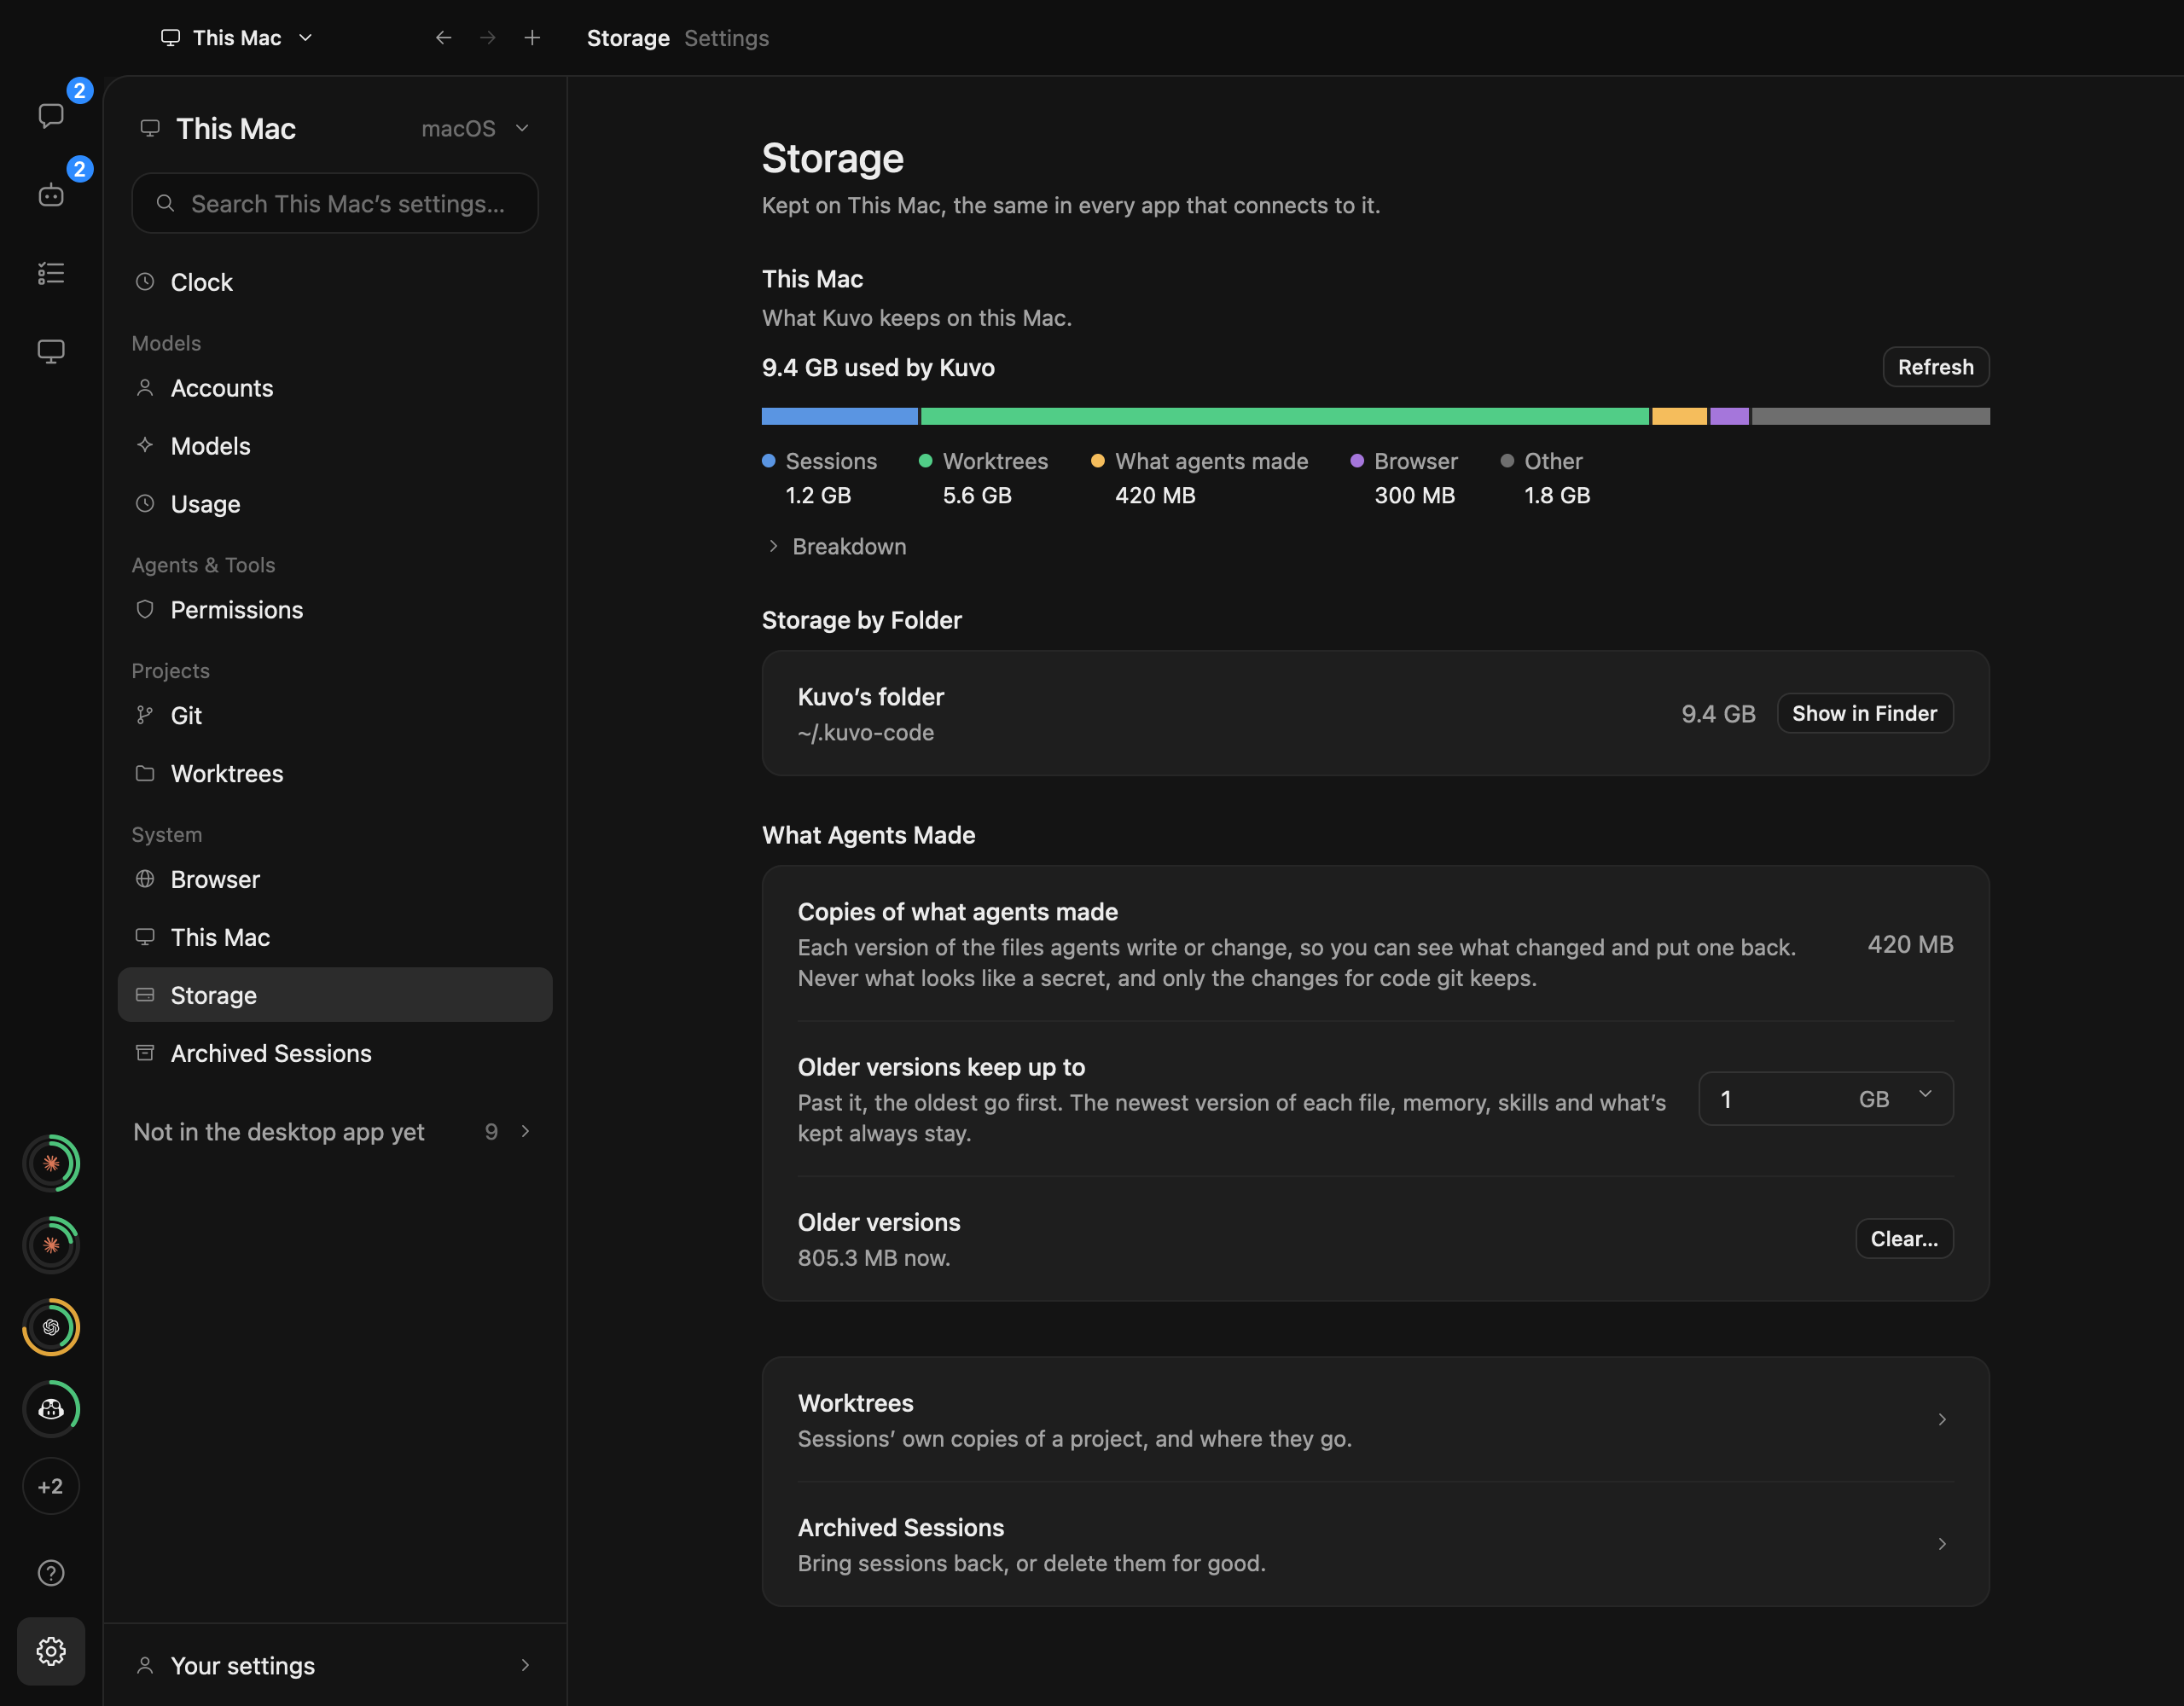 This Mac
Storage Settings
2
2
This Mac macOS
Search This Mac’s settings...
Clock
Models
Accounts
Models
Usage
Agents & Tools
Permissions
Projects
Git
Worktrees
System
Browser
This Mac
Storage
Archived Sessions
Not in the desktop app yet 9
+2
Your settings
Storage
Kept on This Mac, the same in every app that connects to it.
This Mac
What Kuvo keeps on this Mac.
9.4 GB used by Kuvo Refresh
Sessions Worktrees What agents made Browser Other
1.2 GB 5.6 GB 420 MB 300 MB 1.8 GB
Breakdown
Storage by Folder
Kuvo’s folder
~/.kuvo-code
9.4 GB Show in Finder
What Agents Made
Copies of what agents made
Each version of the files agents write or change, so you can see what changed and put one back.
Never what looks like a secret, and only the changes for code git keeps.
420 MB
Older versions keep up to
Past it, the oldest go first. The newest version of each file, memory, skills and what’s
kept always stay.
1 GB
Older versions
805.3 MB now.
Clear...
Worktrees
Sessions’ own copies of a project, and where they go.
Archived Sessions
Bring sessions back, or delete them for good.